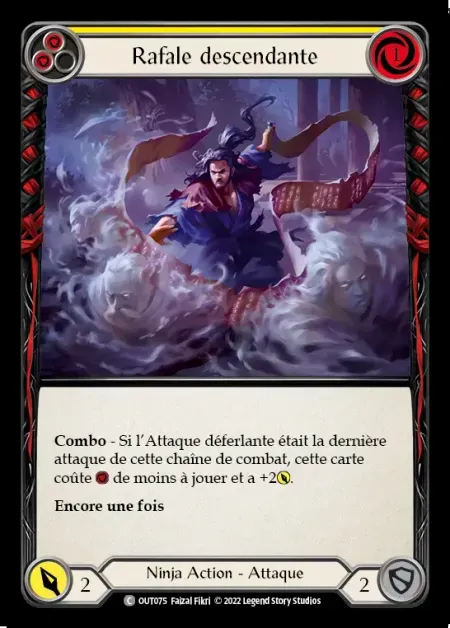 Rafale descendante
1
Combo - Si l'Attaque déferlante était la dernière
attaque de cette chaîne de combat, cette carte
coûte de moins à jouer et a +2.
Encore une fois
2
Ninja Action - Attaque
2
C OUT075 Faizal Fikri © 2022 Legend Story Studios